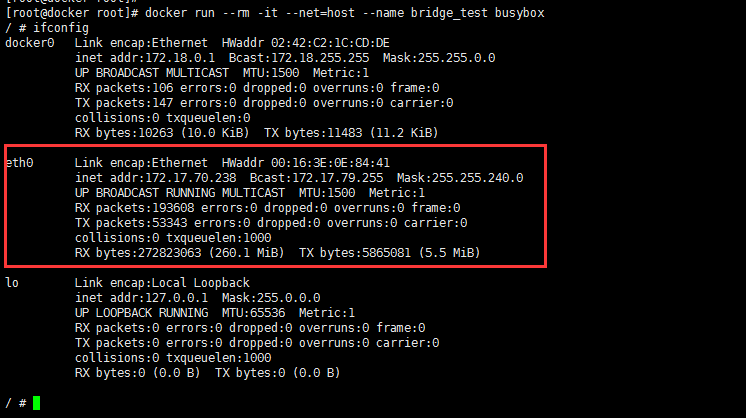 [root@docker root]# docker run --rm -it --net=host --name bridge_test busybox
/ # ifconfig
docker0   Link encap:Ethernet  HWaddr 02:42:C2:1C:CD:DE
          inet addr:172.18.0.1  Bcast:172.18.255.255  Mask:255.255.0.0
          UP BROADCAST MULTICAST  MTU:1500  Metric:1
          RX packets:106 errors:0 dropped:0 overruns:0 frame:0
          TX packets:147 errors:0 dropped:0 overruns:0 carrier:0
          collisions:0 txqueuelen:0
          RX bytes:10263 (10.0 KiB)  TX bytes:11483 (11.2 KiB)
eth0      Link encap:Ethernet  HWaddr 00:16:3E:0E:84:41
          inet addr:172.17.70.238  Bcast:172.17.79.255  Mask:255.255.240.0
          UP BROADCAST RUNNING MULTICAST  MTU:1500  Metric:1
          RX packets:193608 errors:0 dropped:0 overruns:0 frame:0
          TX packets:53343 errors:0 dropped:0 overruns:0 carrier:0
          collisions:0 txqueuelen:1000
          RX bytes:272823063 (260.1 MiB)  TX bytes:5865081 (5.5 MiB)
lo        Link encap:Local Loopback
          inet addr:127.0.0.1  Mask:255.0.0.0
          UP LOOPBACK RUNNING  MTU:65536  Metric:1
          RX packets:0 errors:0 dropped:0 overruns:0 frame:0
          TX packets:0 errors:0 dropped:0 overruns:0 carrier:0
          collisions:0 txqueuelen:1000
          RX bytes:0 (0.0 B)  TX bytes:0 (0.0 B)
/ #